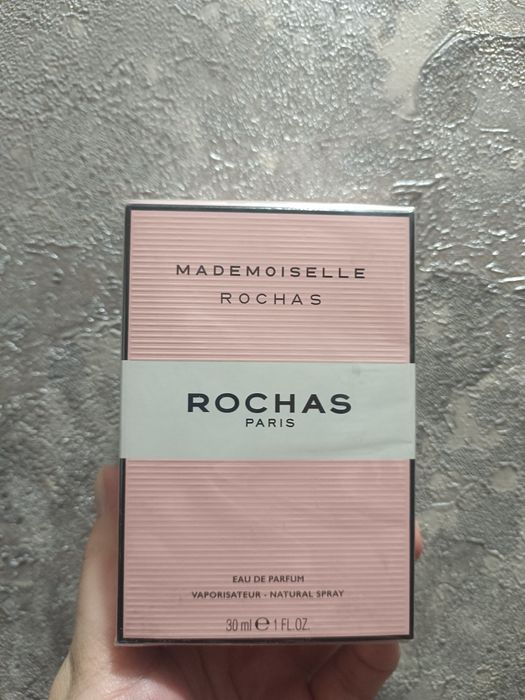 MADEMOISELLE
ROCHAS
ROCHAS
PARIS
EAU DE PARFUM
VAPORISATEUR - NATURAL SPRAY
30 ml ℮ 1 FL.OZ.